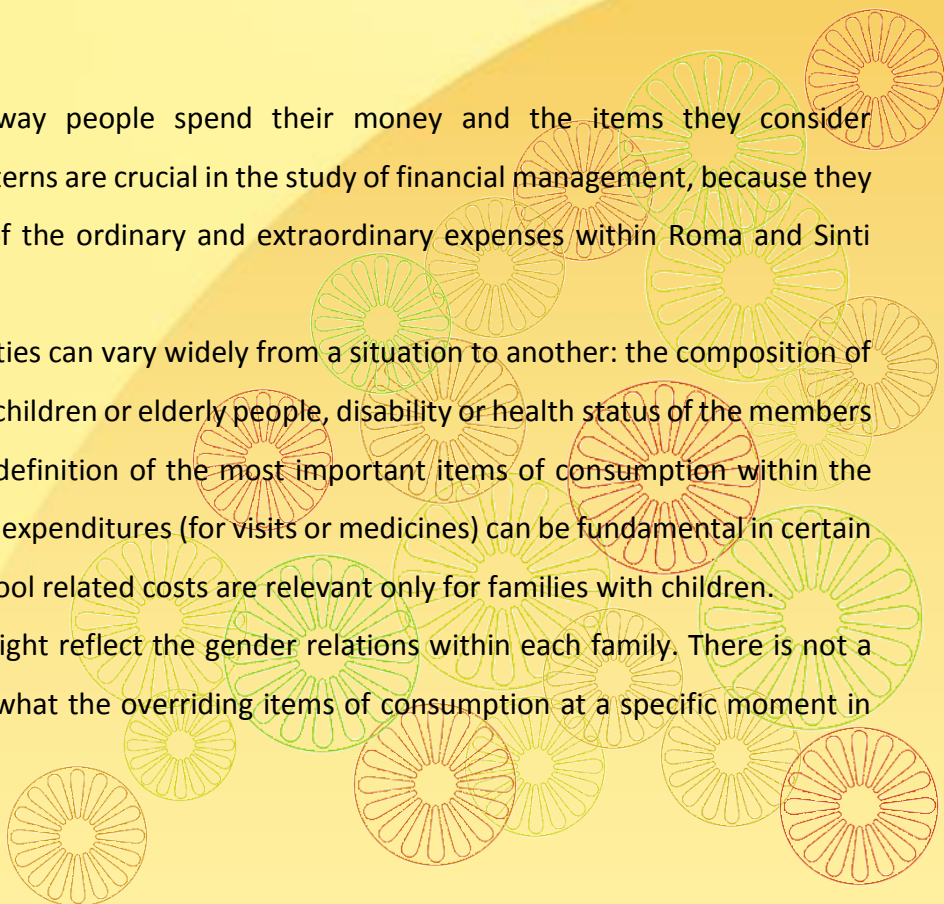 way people spend their money and the items they consider
terns are crucial in the study of financial management, because they
f the ordinary and extraordinary expenses within Roma and Sinti
ties can vary widely from a situation to another: the composition of
children or elderly people, disability or health status of the members
definition of the most important items of consumption within the
expenditures (for visits or medicines) can be fundamental in certain
ool related costs are relevant only for families with children.
ight reflect the gender relations within each family. There is not a
what the overriding items of consumption at a specific moment in